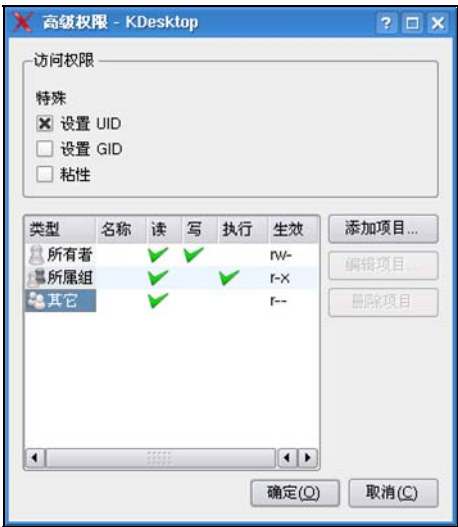 高级权限 - KDesktop
访问权限
特殊
设置 UID
设置 GID
粘性
类型 名称 读 写 执行 生效
所有者 rw-
所属组 r-x
其它 r--
添加项目...
编辑项目...
删除项目
确定(O) 取消(C)